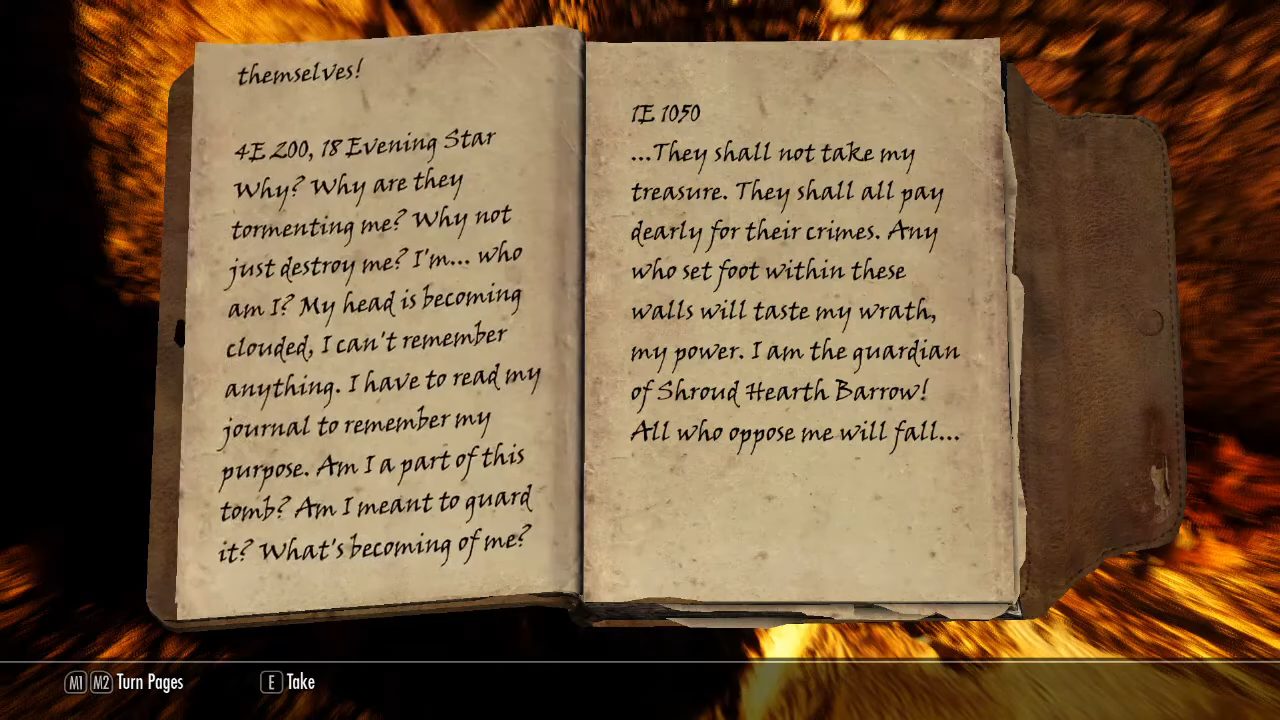 themselves!
4E 200, 18 Evening Star
Why? Why are they
tormenting me? Why not
just destroy me? I'm... who
am I? My head is becoming
clouded, I can't remember
anything. I have to read my
journal to remember my
purpose. Am I a part of this
tomb? Am I meant to guard
it? What's becoming of me?
1E 1050
...They shall not take my
treasure. They shall all pay
dearly for their crimes. Any
who set foot within these
walls will taste my wrath,
my power. I am the guardian
of Shroud Hearth Barrow!
All who oppose me will fall...
M1 M2 Turn Pages
E Take